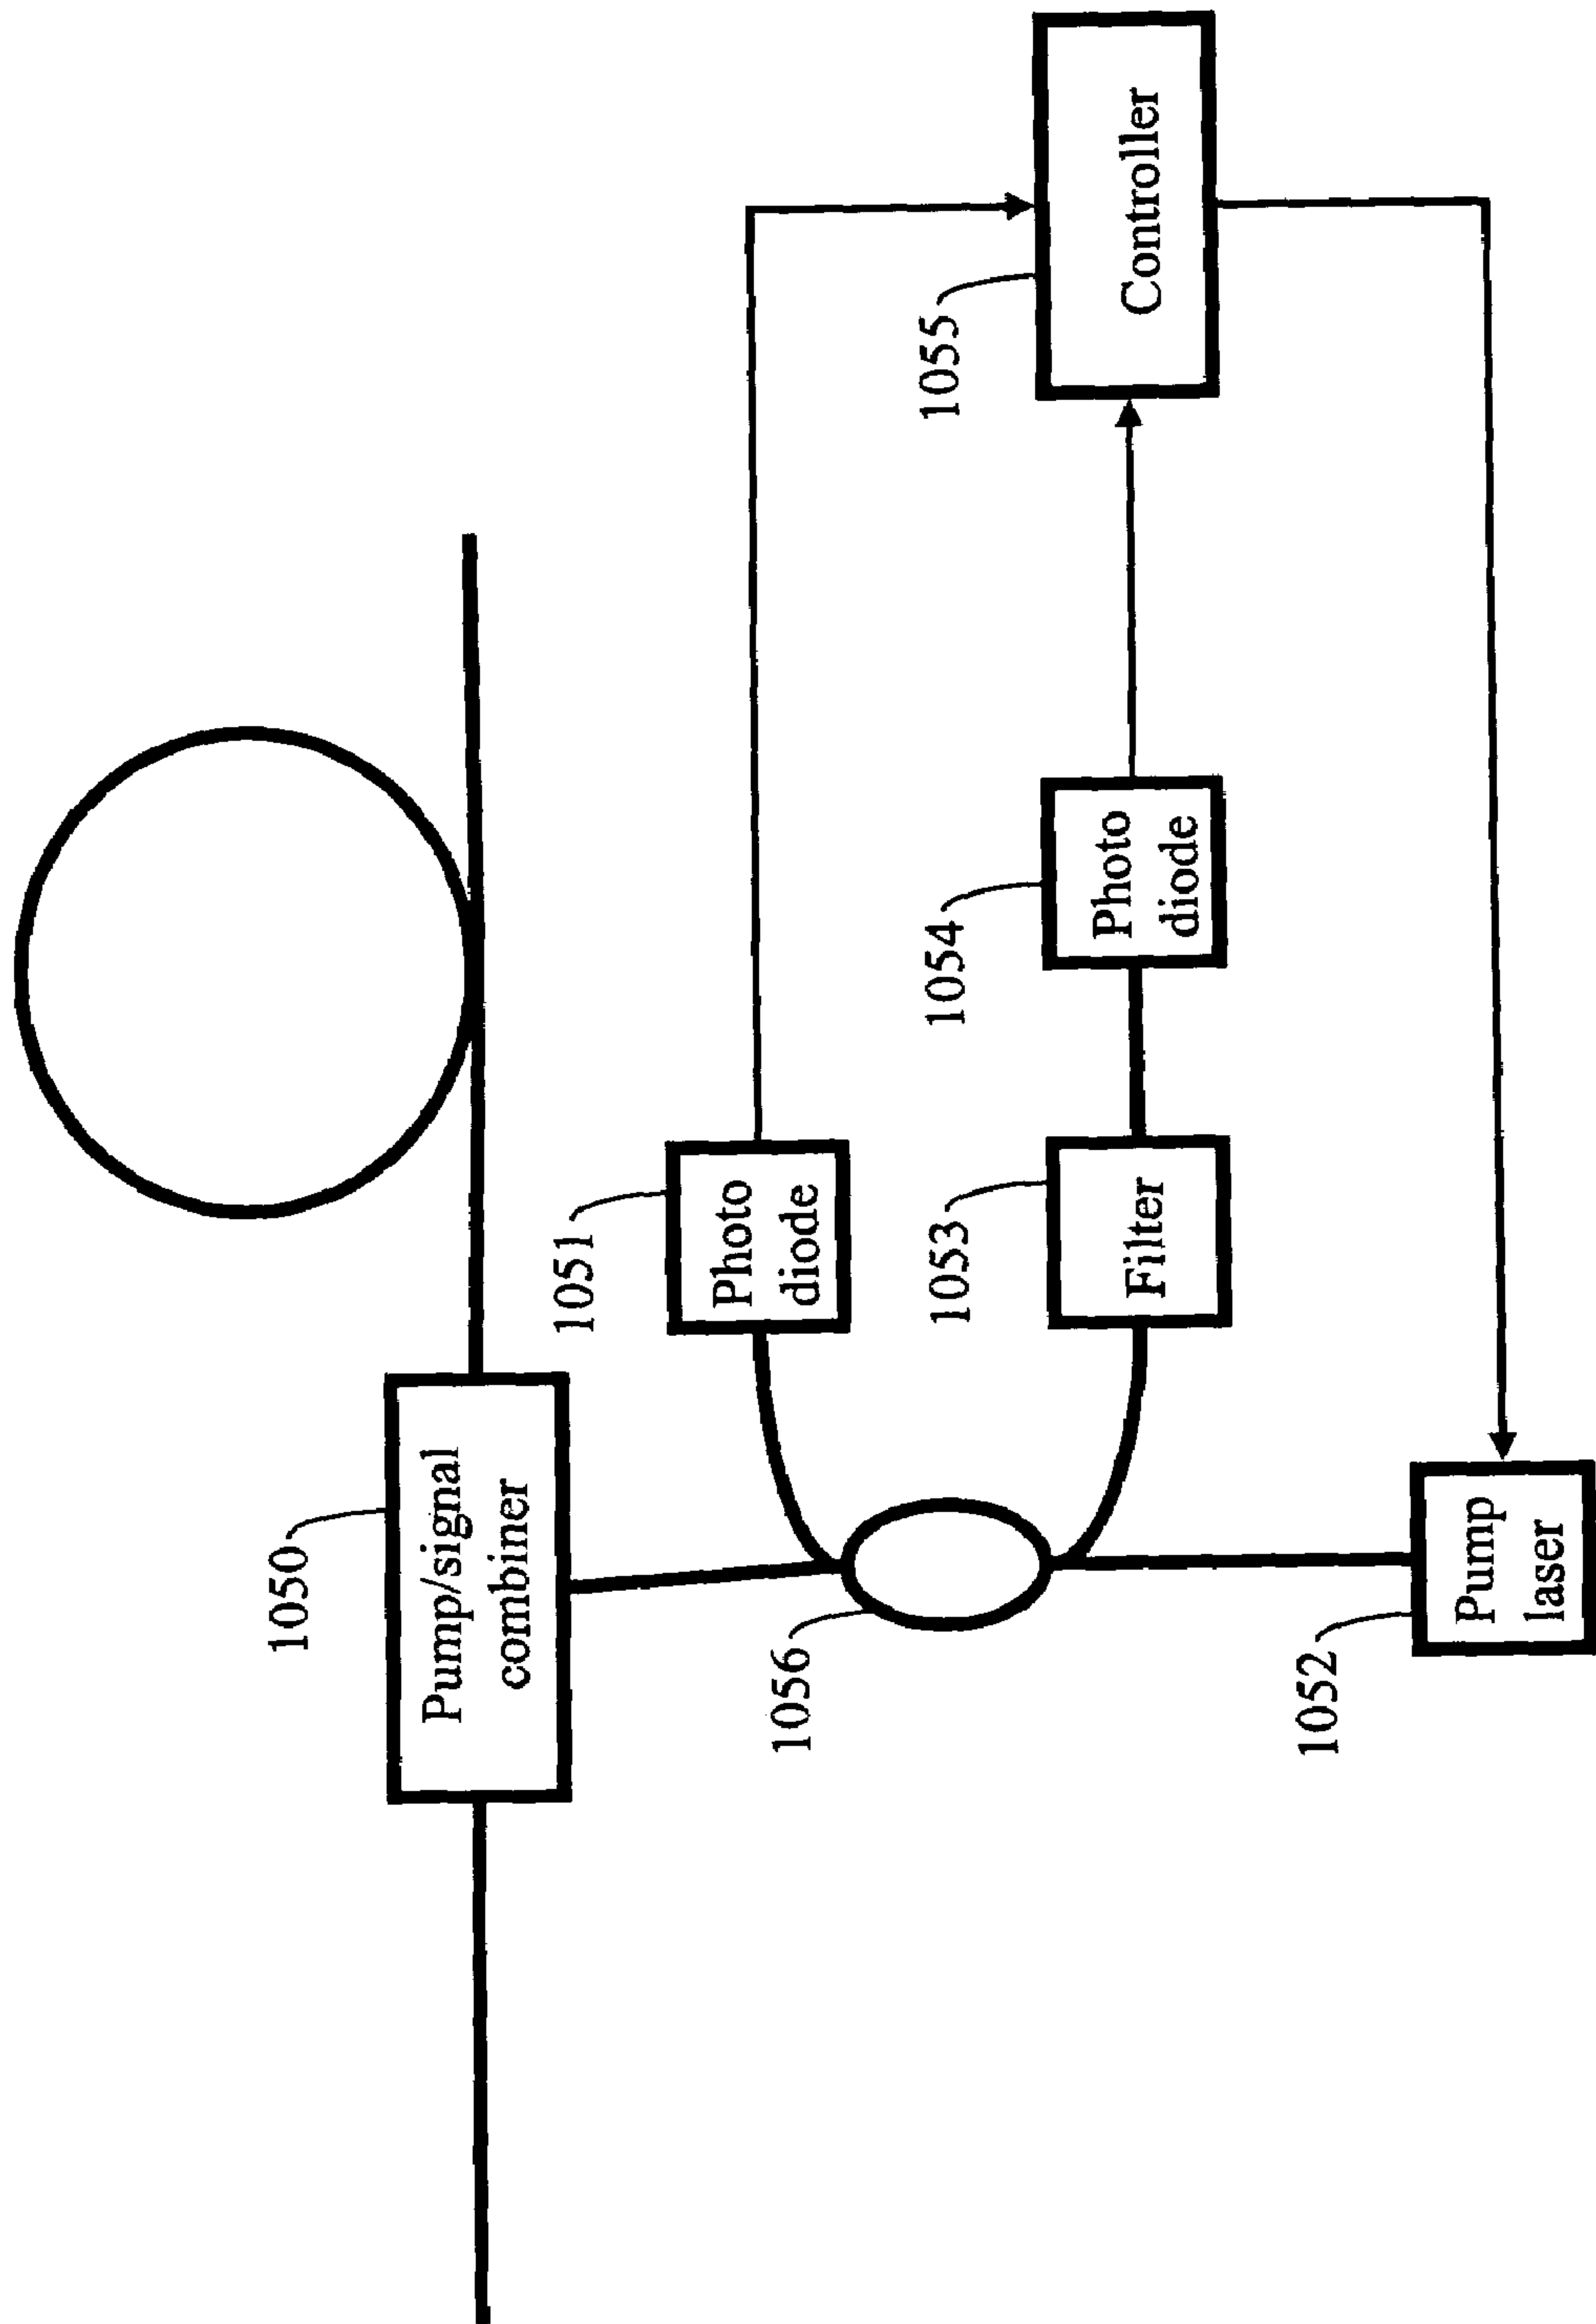 1050
Pump/signal
combiner
1051
Photo
diode
1056
1053
Filter
1054
Photo
diode
1055
Controller
1052
Pump
laser